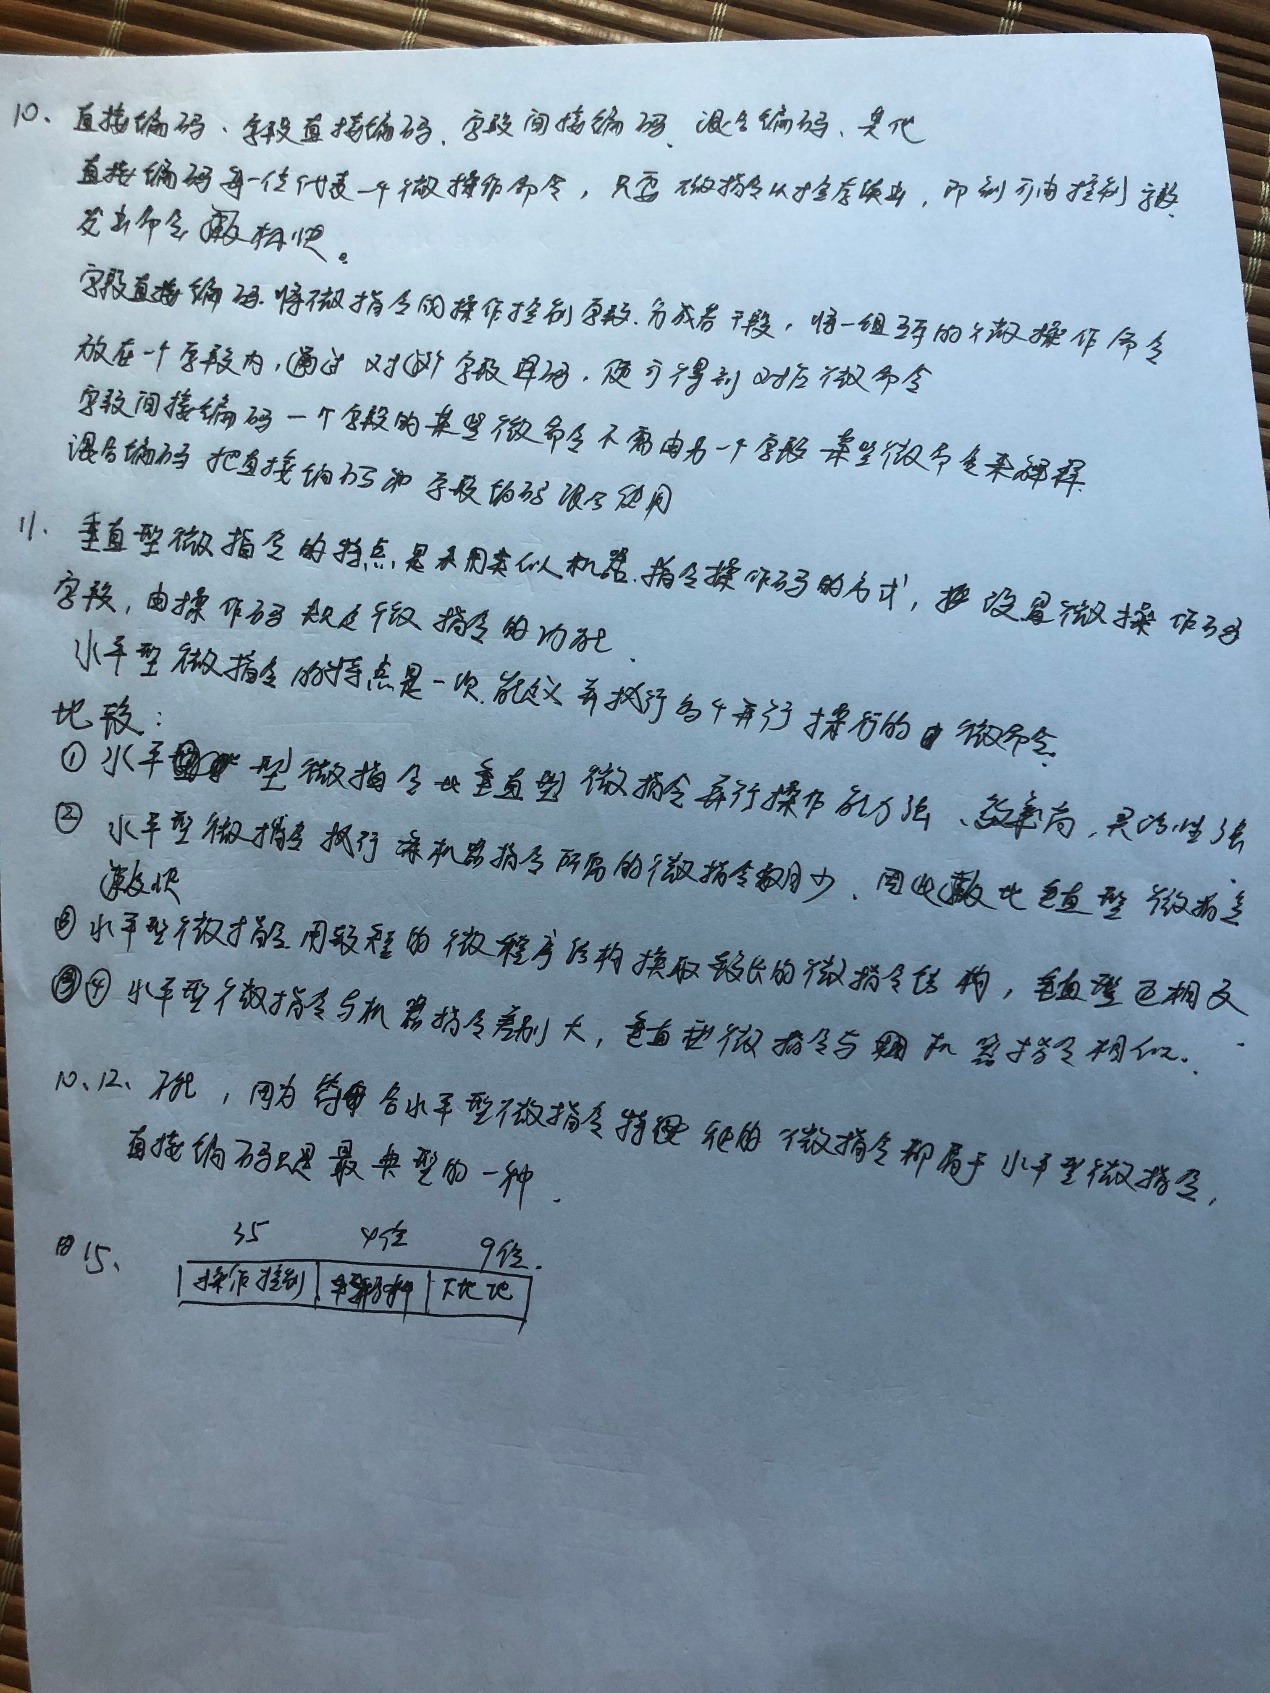 10、直接编码、字段直接编码、字段间接编码、混合编码、其他
直接编码每一位代表一个微操作命令，只要微指令从控存读出，即刻可由控制字段
发出命令 速度快。
字段直接编码.将微指令的操作控制字段.分成若干段，将一组互斥的微操作命令
放在一个字段内，通过对这个字段译码，便可得到对应微命令
字段间接编码一个字段的某些微命令不需由另一个字段某些微命令来解释
混合编码 把直接编码和字段编码混合使用
11. 垂直型微指令的特点是采用类似机器指令操作码的方式，设置微操作码
字段，由操作码规定微指令的功能.
水平型微指令的特点是一次能定义并执行多个并行操作的微命令.
比较：
① 水平型微指令比垂直型微指令并行操作能力强、效率高，灵活性强.
② 水平型微指令执行一条机器指令所需的微指令数目少、因此速度比垂直型微指令
速度快
③ 水平型微指令用较短的微程序结构换取较长的微指令结构，垂直型正相反.
④ 水平型微指令与机器指令差别大，垂直型微指令与机器指令相似.
10、12、不能，因为符合水平型微指令特征的微指令都属于水平型微指令，
直接编码只是最典型的一种.
15、 35 4位 9位.
操作控制 下地址